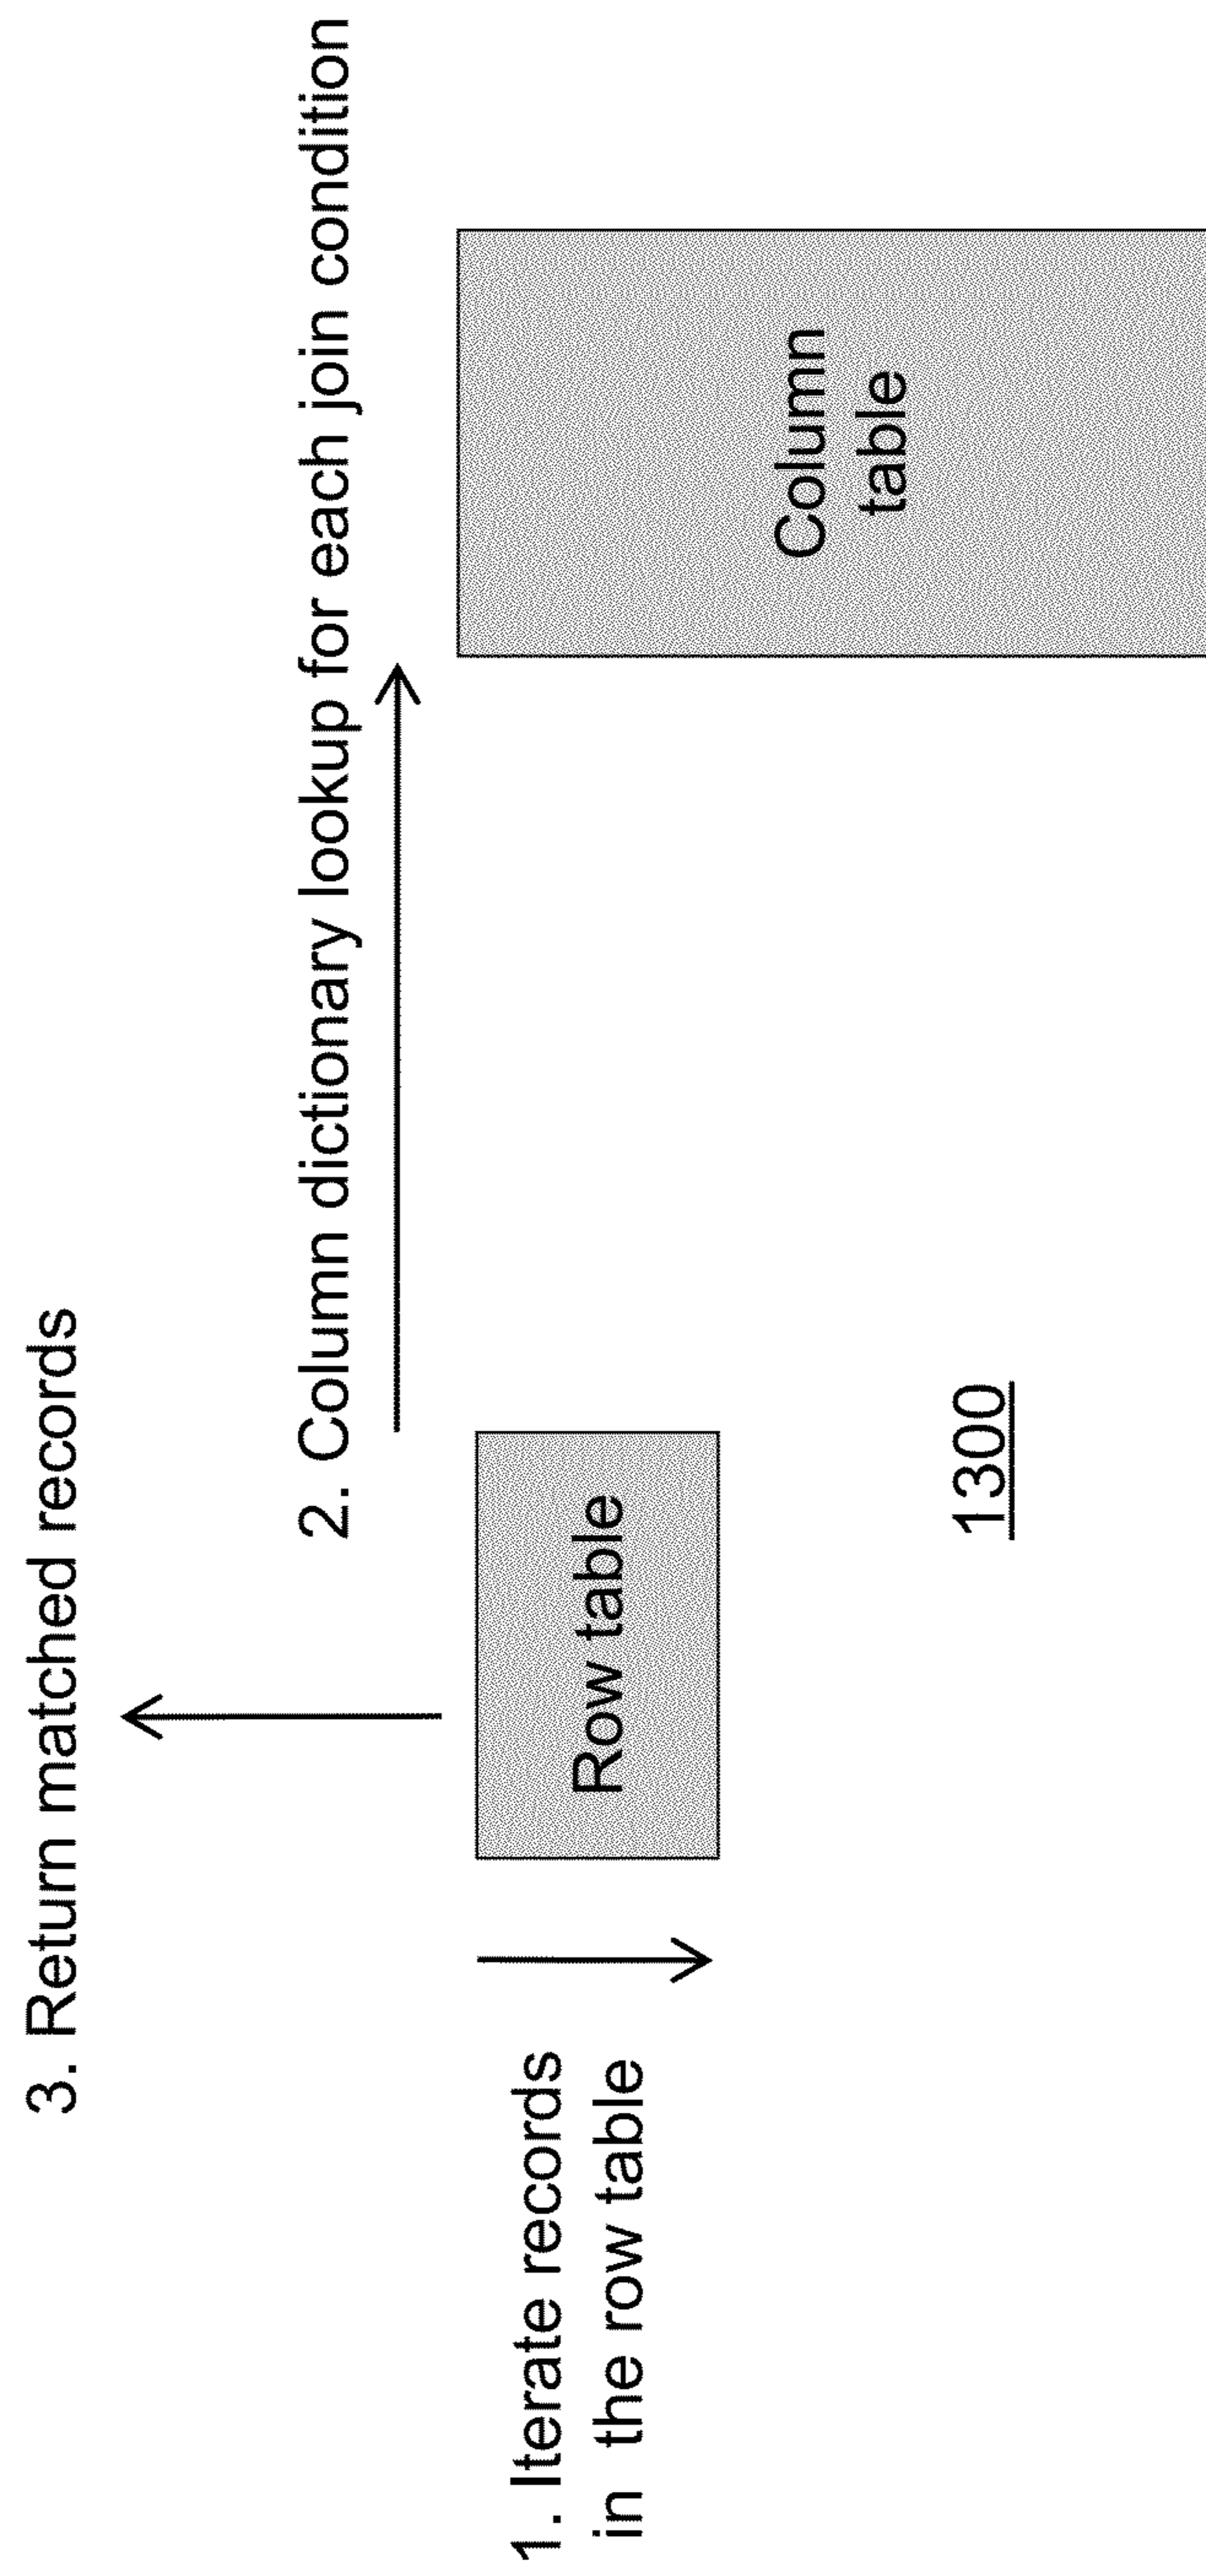 3. Return matched records
2. Column dictionary lookup for each join condition
1. Iterate records
in the row table
Row table
Column
table
1300